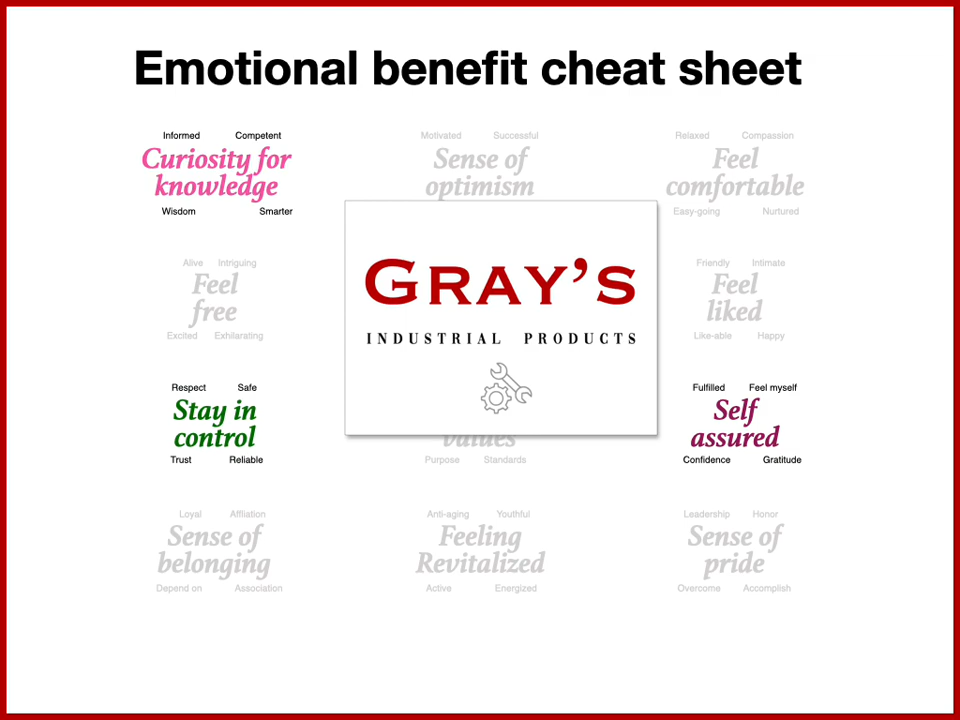 Emotional benefit cheat sheet
Informed Competent
Curiosity for
knowledge
Wisdom Smarter
Motivated Successful
Sense of
optimism
Relaxed Compassion
Feel
comfortable
Easy-going Nurtured
Alive Intriguing
Feel
free
Excited Exhilarating
GRAY'S
INDUSTRIAL PRODUCTS
Friendly Intimate
Feel
liked
Like-able Happy
Respect Safe
Stay in
control
Trust Reliable
values
Purpose Standards
Fulfilled Feel myself
Self
assured
Confidence Gratitude
Loyal Affliation
Sense of
belonging
Depend on Association
Anti-aging Youthful
Feeling
Revitalized
Active Energized
Leadership Honor
Sense of
pride
Overcome Accomplish